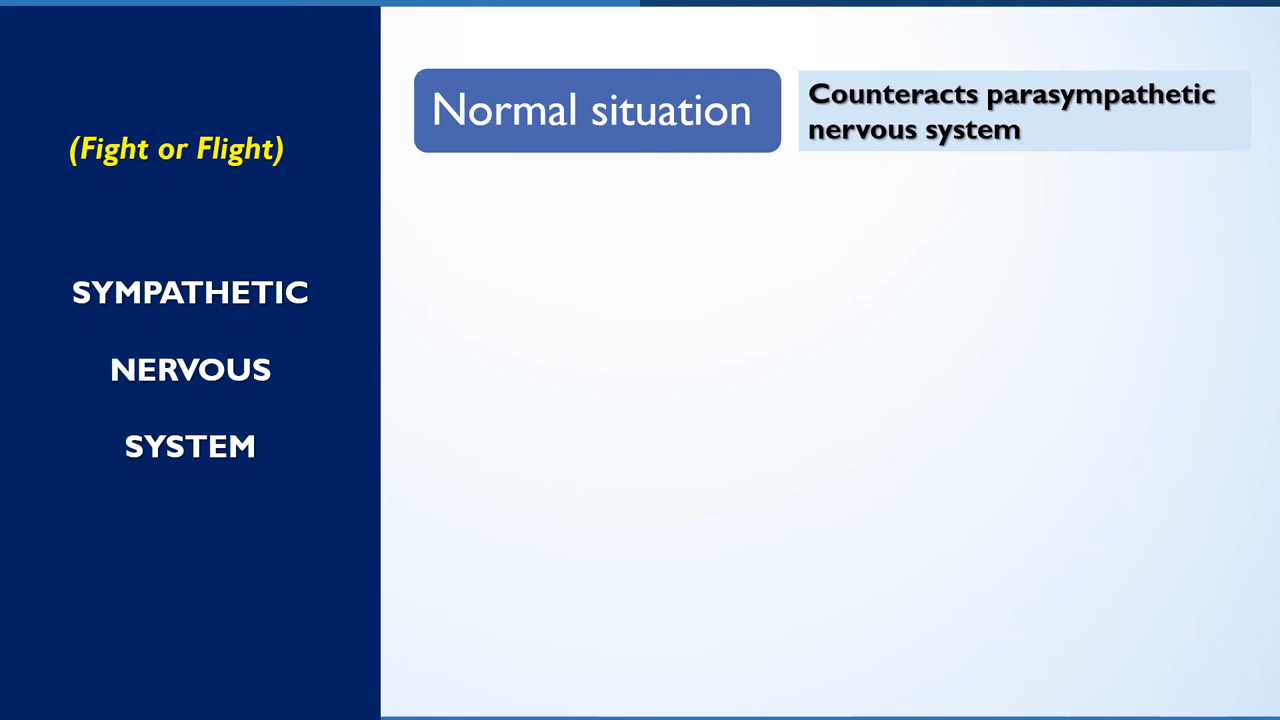 (Fight or Flight)
SYMPATHETIC
NERVOUS
SYSTEM
Normal situation
Counteracts parasympathetic
nervous system